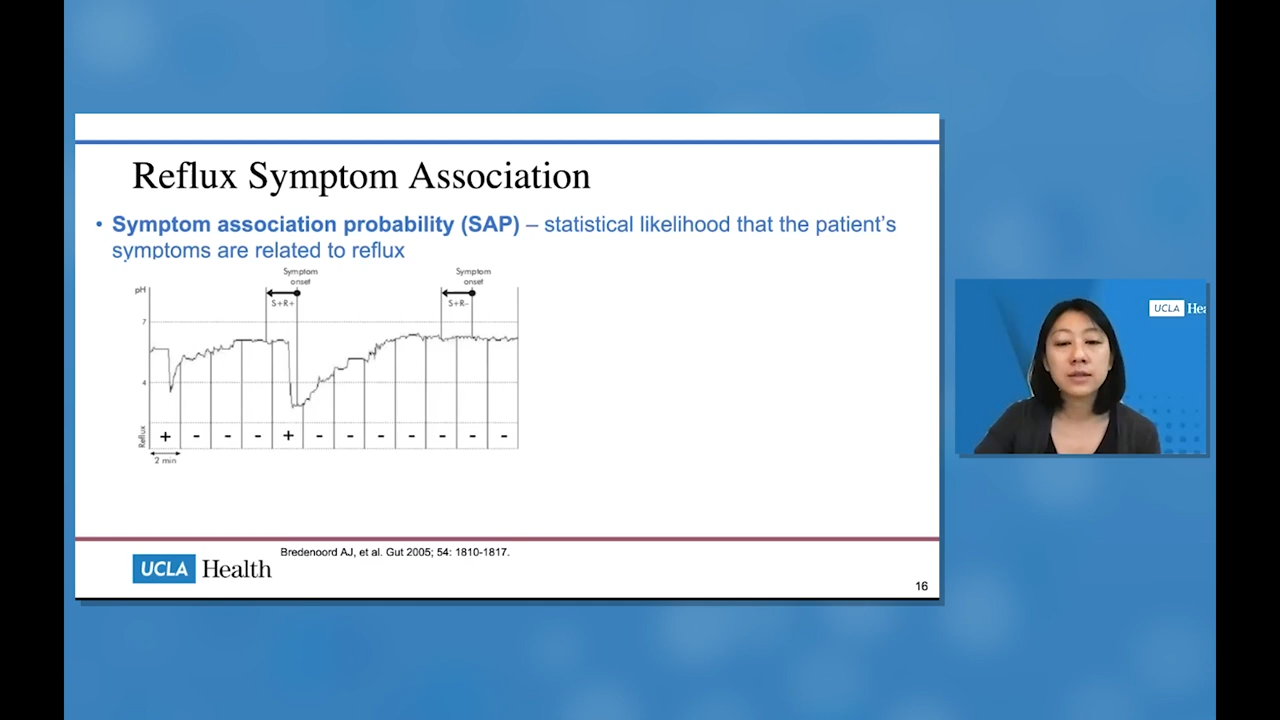 Reflux Symptom Association
• Symptom association probability (SAP) – statistical likelihood that the patient's
symptoms are related to reflux
Symptom
onset
Symptom
onset
pH
S+R+
S+R–
7
4
Reflux
+ - - - + - - - - - - -
2 min
Bredenoord AJ, et al. Gut 2005; 54: 1810-1817.
UCLA Health
16
UCLA Hea